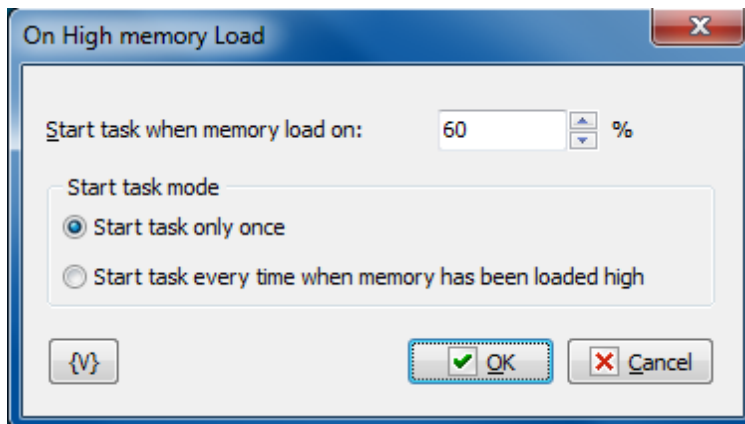 On High memory Load
Start task when memory load on: 60 %
Start task mode
Start task only once
Start task every time when memory has been loaded high
{V} OK Cancel